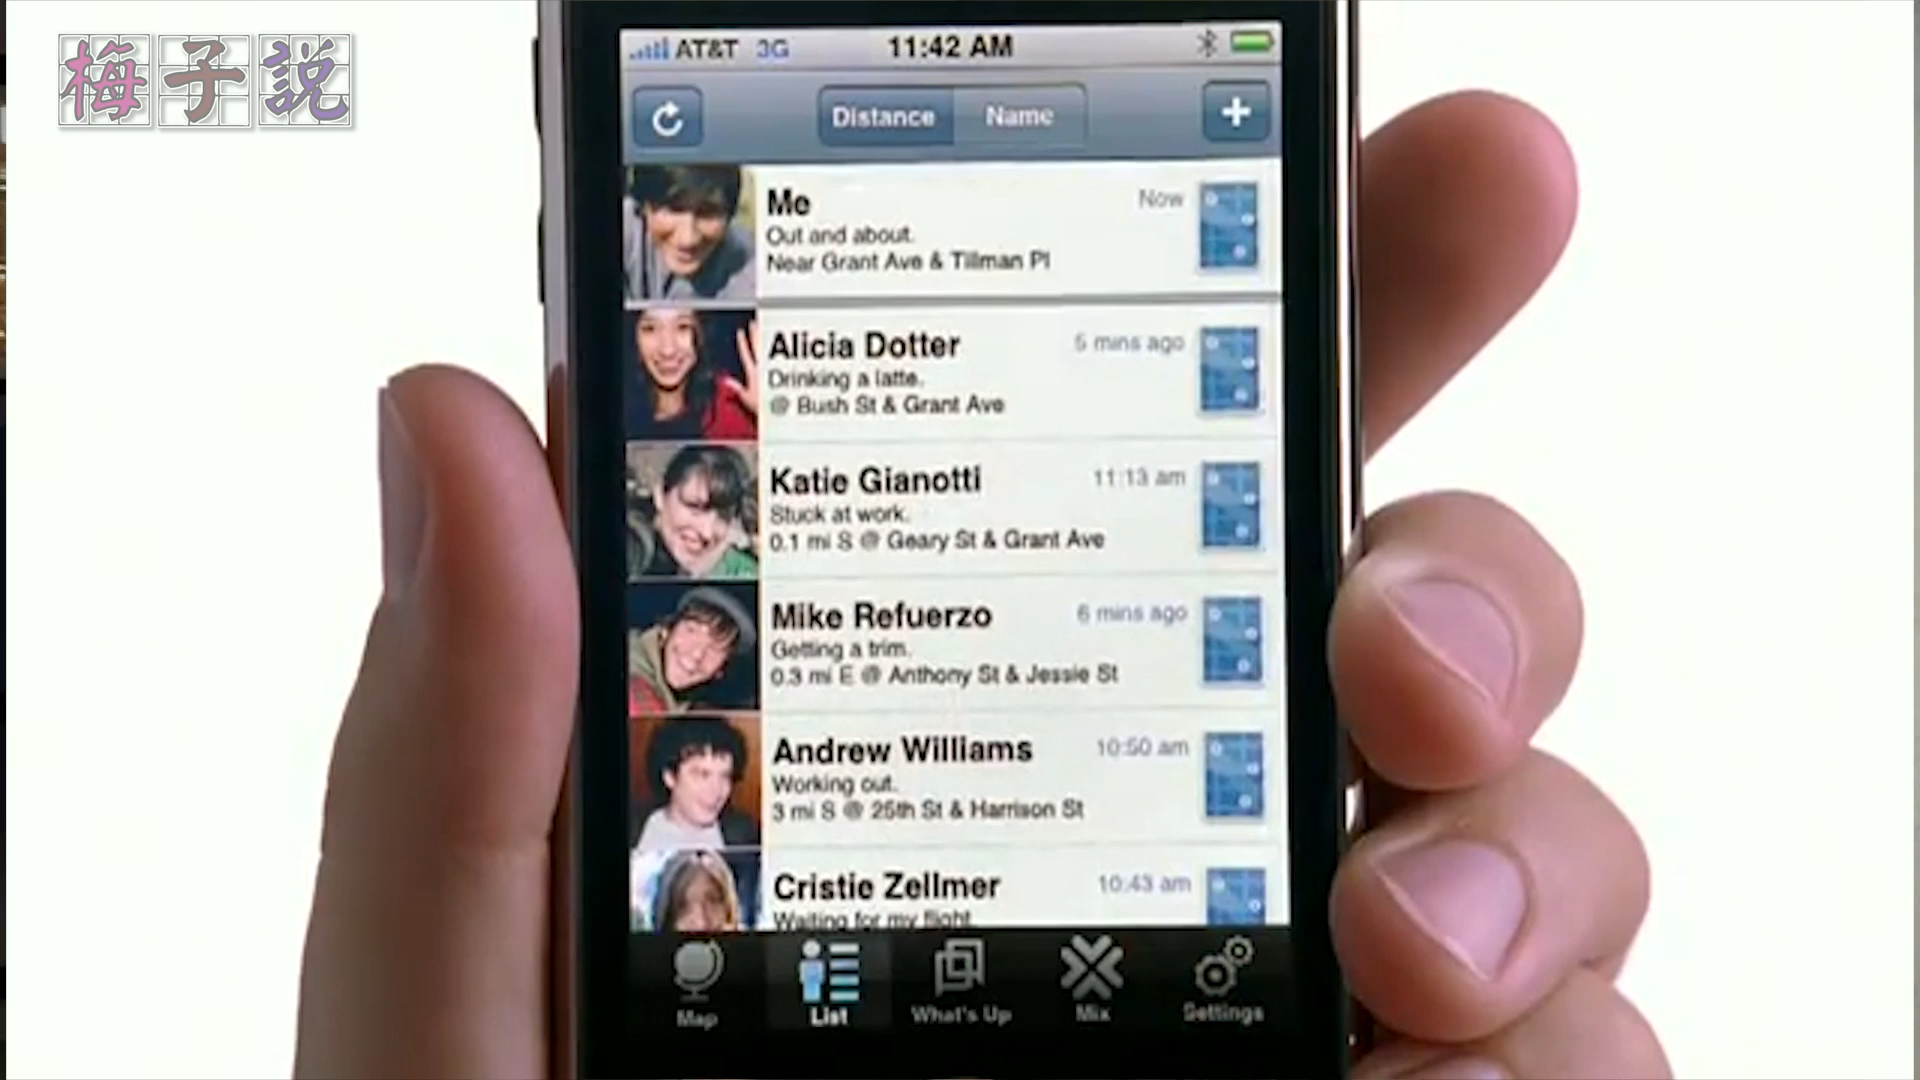 梅子説
AT&T 3G 11:42 AM
Distance Name
Me Now
Out and about.
Near Grant Ave & Tillman Pl
Alicia Dotter 5 mins ago
Drinking a latte.
@ Bush St & Grant Ave
Katie Gianotti 11:13 am
Stuck at work.
0.1 mi S @ Geary St & Grant Ave
Mike Refuerzo 6 mins ago
Getting a trim.
0.3 mi E @ Anthony St & Jessie St
Andrew Williams 10:50 am
Working out.
3 mi S @ 25th St & Harrison St
Cristie Zellmer 10:43 am
Waiting for my flight
Map List What's Up Mix Settings